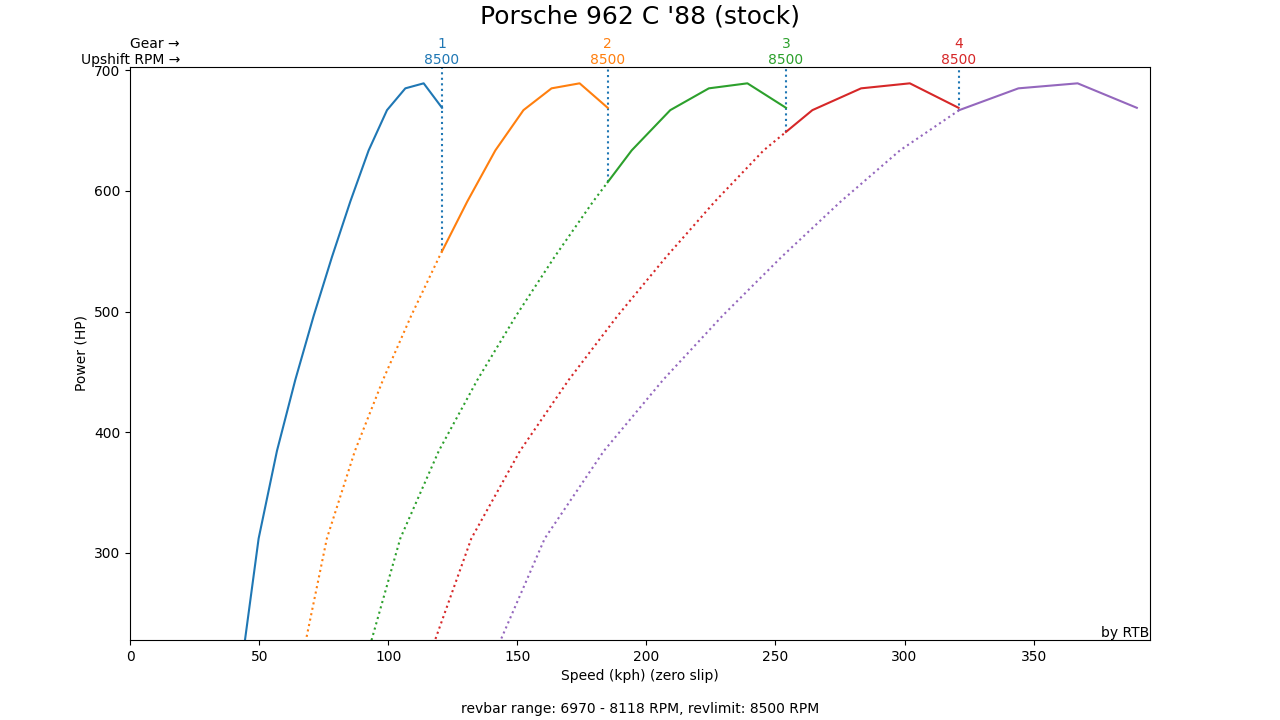 Porsche 962 C '88 (stock)
Gear →
1 2 3 4
Upshift RPM →
8500 8500 8500 8500
700
600
500
400
300
Power (HP)
by RTB
0 50 100 150 200 250 300 350
Speed (kph) (zero slip)
revbar range: 6970 - 8118 RPM, revlimit: 8500 RPM